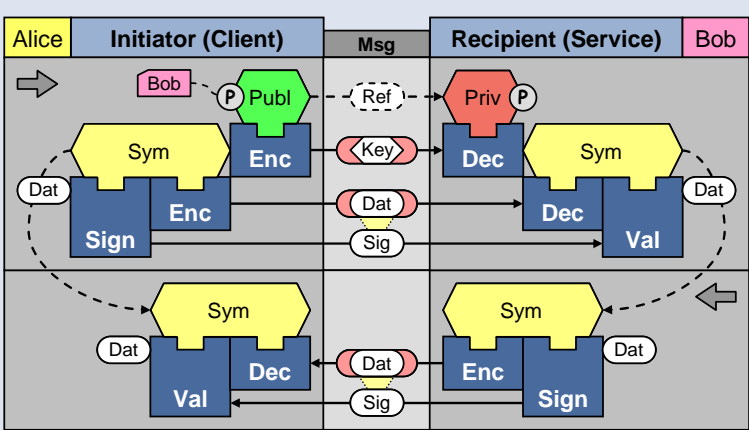 Alice Initiator (Client) Msg Recipient (Service) Bob
Bob P Publ Ref Priv P
Sym Enc Key Dec Sym
Dat Enc Dat Dec Dat
Sign Sig Val
Sym Sym
Dat Dec Dat Enc Dat
Val Sig Sign